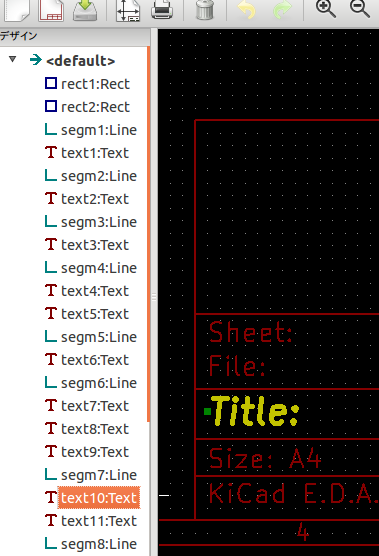 デザイン
<default>
rect1:Rect
rect2:Rect
segm1:Line
text1:Text
segm2:Line
text2:Text
segm3:Line
text3:Text
segm4:Line
text4:Text
text5:Text
segm5:Line
text6:Text
segm6:Line
text7:Text
text8:Text
text9:Text
segm7:Line
text10:Text
text11:Text
segm8:Line
Sheet:
File:
Title:
Size: A4
KiCad E.D.A.
4